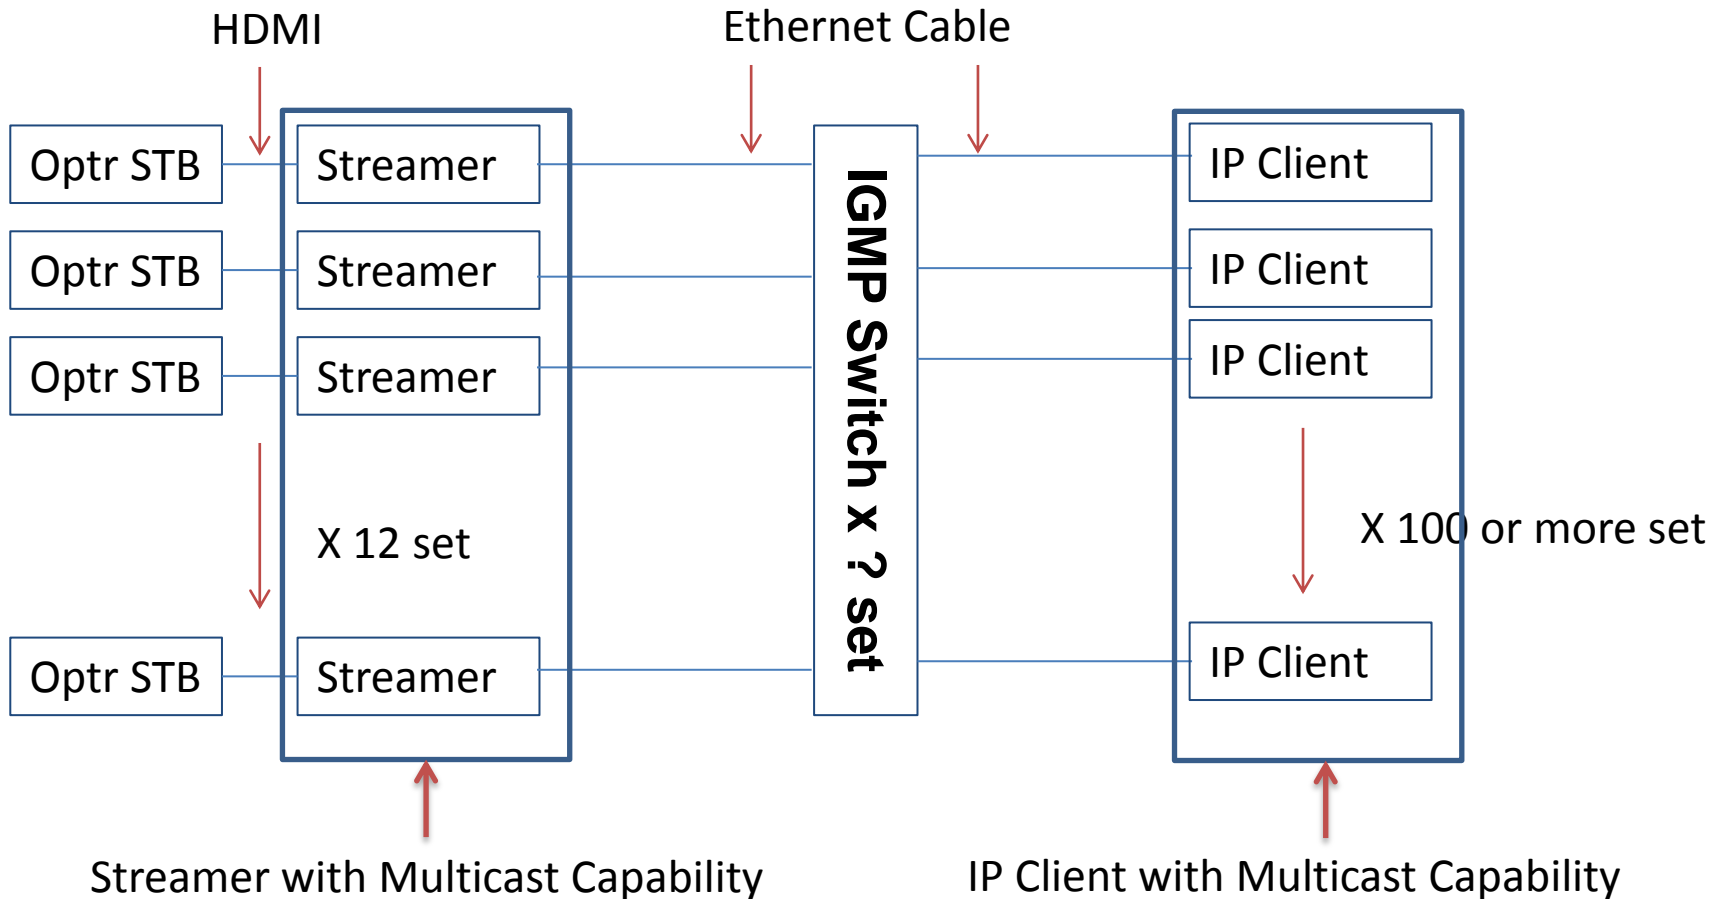 HDMI
Ethernet Cable
Optr STB
Streamer
IP Client
Optr STB
Streamer
IP Client
Optr STB
Streamer
IP Client
IGMP Switch x ? set
X 12 set
X 100 or more set
Optr STB
Streamer
IP Client
Streamer with Multicast Capability
IP Client with Multicast Capability